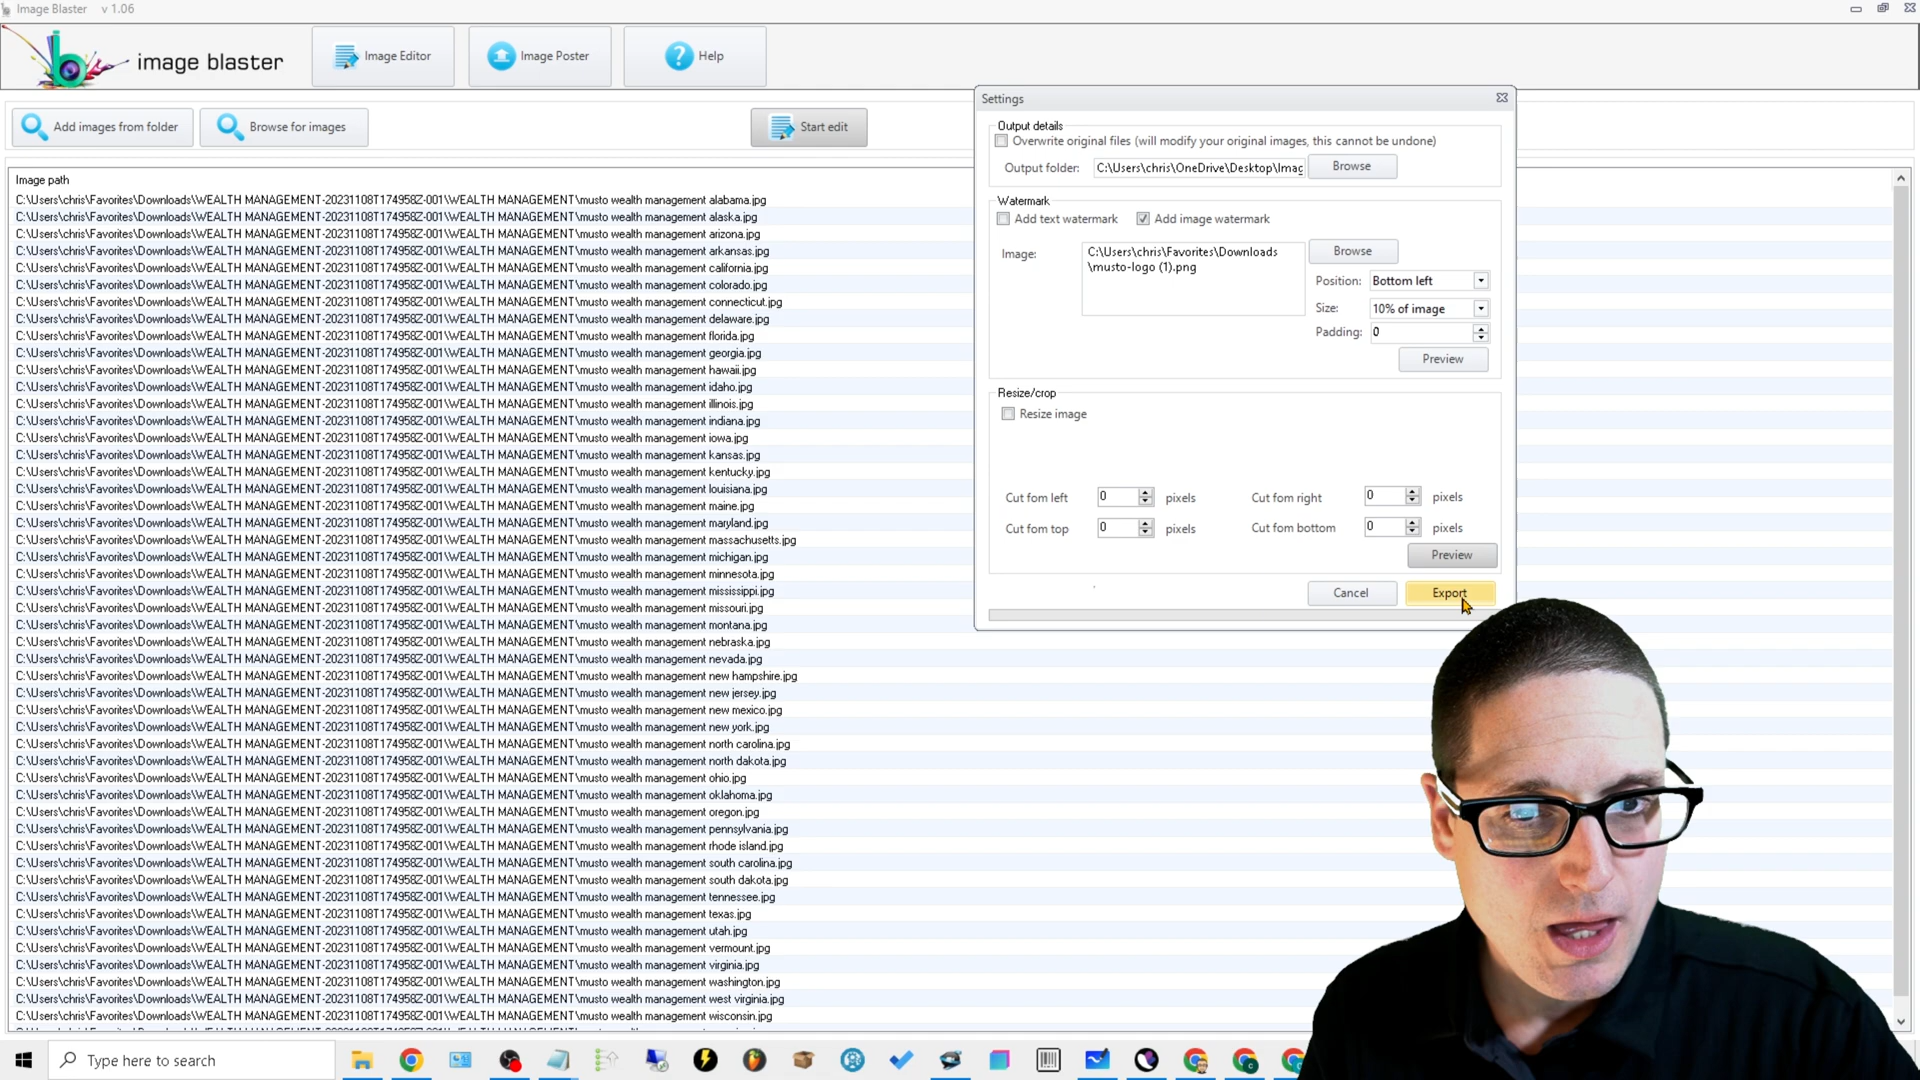 Image Blaster v 1.06
image blaster
Image Editor
Image Poster
Help
Add images from folder
Browse for images
Start edit
Image path
C:\Users\chris\Favorites\Downloads\WEALTH MANAGEMENT-20231108T174958Z-001\WEALTH MANAGEMENT\musto wealth management alabama.jpg
C:\Users\chris\Favorites\Downloads\WEALTH MANAGEMENT-20231108T174958Z-001\WEALTH MANAGEMENT\musto wealth management alaska.jpg
C:\Users\chris\Favorites\Downloads\WEALTH MANAGEMENT-20231108T174958Z-001\WEALTH MANAGEMENT\musto wealth management arizona.jpg
C:\Users\chris\Favorites\Downloads\WEALTH MANAGEMENT-20231108T174958Z-001\WEALTH MANAGEMENT\musto wealth management arkansas.jpg
C:\Users\chris\Favorites\Downloads\WEALTH MANAGEMENT-20231108T174958Z-001\WEALTH MANAGEMENT\musto wealth management california.jpg
C:\Users\chris\Favorites\Downloads\WEALTH MANAGEMENT-20231108T174958Z-001\WEALTH MANAGEMENT\musto wealth management colorado.jpg
C:\Users\chris\Favorites\Downloads\WEALTH MANAGEMENT-20231108T174958Z-001\WEALTH MANAGEMENT\musto wealth management connecticut.jpg
C:\Users\chris\Favorites\Downloads\WEALTH MANAGEMENT-20231108T174958Z-001\WEALTH MANAGEMENT\musto wealth management delaware.jpg
C:\Users\chris\Favorites\Downloads\WEALTH MANAGEMENT-20231108T174958Z-001\WEALTH MANAGEMENT\musto wealth management florida.jpg
C:\Users\chris\Favorites\Downloads\WEALTH MANAGEMENT-20231108T174958Z-001\WEALTH MANAGEMENT\musto wealth management georgia.jpg
C:\Users\chris\Favorites\Downloads\WEALTH MANAGEMENT-20231108T174958Z-001\WEALTH MANAGEMENT\musto wealth management hawaii.jpg
C:\Users\chris\Favorites\Downloads\WEALTH MANAGEMENT-20231108T174958Z-001\WEALTH MANAGEMENT\musto wealth management idaho.jpg
C:\Users\chris\Favorites\Downloads\WEALTH MANAGEMENT-20231108T174958Z-001\WEALTH MANAGEMENT\musto wealth management illinois.jpg
C:\Users\chris\Favorites\Downloads\WEALTH MANAGEMENT-20231108T174958Z-001\WEALTH MANAGEMENT\musto wealth management indiana.jpg
C:\Users\chris\Favorites\Downloads\WEALTH MANAGEMENT-20231108T174958Z-001\WEALTH MANAGEMENT\musto wealth management iowa.jpg
C:\Users\chris\Favorites\Downloads\WEALTH MANAGEMENT-20231108T174958Z-001\WEALTH MANAGEMENT\musto wealth management kansas.jpg
C:\Users\chris\Favorites\Downloads\WEALTH MANAGEMENT-20231108T174958Z-001\WEALTH MANAGEMENT\musto wealth management kentucky.jpg
C:\Users\chris\Favorites\Downloads\WEALTH MANAGEMENT-20231108T174958Z-001\WEALTH MANAGEMENT\musto wealth management louisiana.jpg
C:\Users\chris\Favorites\Downloads\WEALTH MANAGEMENT-20231108T174958Z-001\WEALTH MANAGEMENT\musto wealth management maine.jpg
C:\Users\chris\Favorites\Downloads\WEALTH MANAGEMENT-20231108T174958Z-001\WEALTH MANAGEMENT\musto wealth management maryland.jpg
C:\Users\chris\Favorites\Downloads\WEALTH MANAGEMENT-20231108T174958Z-001\WEALTH MANAGEMENT\musto wealth management massachusetts.jpg
C:\Users\chris\Favorites\Downloads\WEALTH MANAGEMENT-20231108T174958Z-001\WEALTH MANAGEMENT\musto wealth management michigan.jpg
C:\Users\chris\Favorites\Downloads\WEALTH MANAGEMENT-20231108T174958Z-001\WEALTH MANAGEMENT\musto wealth management minnesota.jpg
C:\Users\chris\Favorites\Downloads\WEALTH MANAGEMENT-20231108T174958Z-001\WEALTH MANAGEMENT\musto wealth management mississippi.jpg
C:\Users\chris\Favorites\Downloads\WEALTH MANAGEMENT-20231108T174958Z-001\WEALTH MANAGEMENT\musto wealth management missouri.jpg
C:\Users\chris\Favorites\Downloads\WEALTH MANAGEMENT-20231108T174958Z-001\WEALTH MANAGEMENT\musto wealth management montana.jpg
C:\Users\chris\Favorites\Downloads\WEALTH MANAGEMENT-20231108T174958Z-001\WEALTH MANAGEMENT\musto wealth management nebraska.jpg
C:\Users\chris\Favorites\Downloads\WEALTH MANAGEMENT-20231108T174958Z-001\WEALTH MANAGEMENT\musto wealth management nevada.jpg
C:\Users\chris\Favorites\Downloads\WEALTH MANAGEMENT-20231108T174958Z-001\WEALTH MANAGEMENT\musto wealth management new hampshire.jpg
C:\Users\chris\Favorites\Downloads\WEALTH MANAGEMENT-20231108T174958Z-001\WEALTH MANAGEMENT\musto wealth management new jersey.jpg
C:\Users\chris\Favorites\Downloads\WEALTH MANAGEMENT-20231108T174958Z-001\WEALTH MANAGEMENT\musto wealth management new mexico.jpg
C:\Users\chris\Favorites\Downloads\WEALTH MANAGEMENT-20231108T174958Z-001\WEALTH MANAGEMENT\musto wealth management new york.jpg
C:\Users\chris\Favorites\Downloads\WEALTH MANAGEMENT-20231108T174958Z-001\WEALTH MANAGEMENT\musto wealth management north carolina.jpg
C:\Users\chris\Favorites\Downloads\WEALTH MANAGEMENT-20231108T174958Z-001\WEALTH MANAGEMENT\musto wealth management north dakota.jpg
C:\Users\chris\Favorites\Downloads\WEALTH MANAGEMENT-20231108T174958Z-001\WEALTH MANAGEMENT\musto wealth management ohio.jpg
C:\Users\chris\Favorites\Downloads\WEALTH MANAGEMENT-20231108T174958Z-001\WEALTH MANAGEMENT\musto wealth management oklahoma.jpg
C:\Users\chris\Favorites\Downloads\WEALTH MANAGEMENT-20231108T174958Z-001\WEALTH MANAGEMENT\musto wealth management oregon.jpg
C:\Users\chris\Favorites\Downloads\WEALTH MANAGEMENT-20231108T174958Z-001\WEALTH MANAGEMENT\musto wealth management pennsylvania.jpg
C:\Users\chris\Favorites\Downloads\WEALTH MANAGEMENT-20231108T174958Z-001\WEALTH MANAGEMENT\musto wealth management rhode island.jpg
C:\Users\chris\Favorites\Downloads\WEALTH MANAGEMENT-20231108T174958Z-001\WEALTH MANAGEMENT\musto wealth management south carolina.jpg
C:\Users\chris\Favorites\Downloads\WEALTH MANAGEMENT-20231108T174958Z-001\WEALTH MANAGEMENT\musto wealth management south dakota.jpg
C:\Users\chris\Favorites\Downloads\WEALTH MANAGEMENT-20231108T174958Z-001\WEALTH MANAGEMENT\musto wealth management tennessee.jpg
C:\Users\chris\Favorites\Downloads\WEALTH MANAGEMENT-20231108T174958Z-001\WEALTH MANAGEMENT\musto wealth management texas.jpg
C:\Users\chris\Favorites\Downloads\WEALTH MANAGEMENT-20231108T174958Z-001\WEALTH MANAGEMENT\musto wealth management utah.jpg
C:\Users\chris\Favorites\Downloads\WEALTH MANAGEMENT-20231108T174958Z-001\WEALTH MANAGEMENT\musto wealth management vermount.jpg
C:\Users\chris\Favorites\Downloads\WEALTH MANAGEMENT-20231108T174958Z-001\WEALTH MANAGEMENT\musto wealth management virginia.jpg
C:\Users\chris\Favorites\Downloads\WEALTH MANAGEMENT-20231108T174958Z-001\WEALTH MANAGEMENT\musto wealth management washington.jpg
C:\Users\chris\Favorites\Downloads\WEALTH MANAGEMENT-20231108T174958Z-001\WEALTH MANAGEMENT\musto wealth management west virginia.jpg
C:\Users\chris\Favorites\Downloads\WEALTH MANAGEMENT-20231108T174958Z-001\WEALTH MANAGEMENT\musto wealth management wisconsin.jpg
Settings
Output details
Overwrite original files (will modify your original images, this cannot be undone)
Output folder: C:\Users\chris\OneDrive\Desktop\Imag Browse
Watermark
Add text watermark Add image watermark
Image: C:\Users\chris\Favorites\Downloads
\musto-logo (1).png
Browse
Position: Bottom left
Size: 10% of image
Padding: 0
Preview
Resize/crop
Resize image
Cut fom left 0 pixels Cut fom right 0 pixels
Cut fom top 0 pixels Cut fom bottom 0 pixels
Preview
Cancel Export
Type here to search